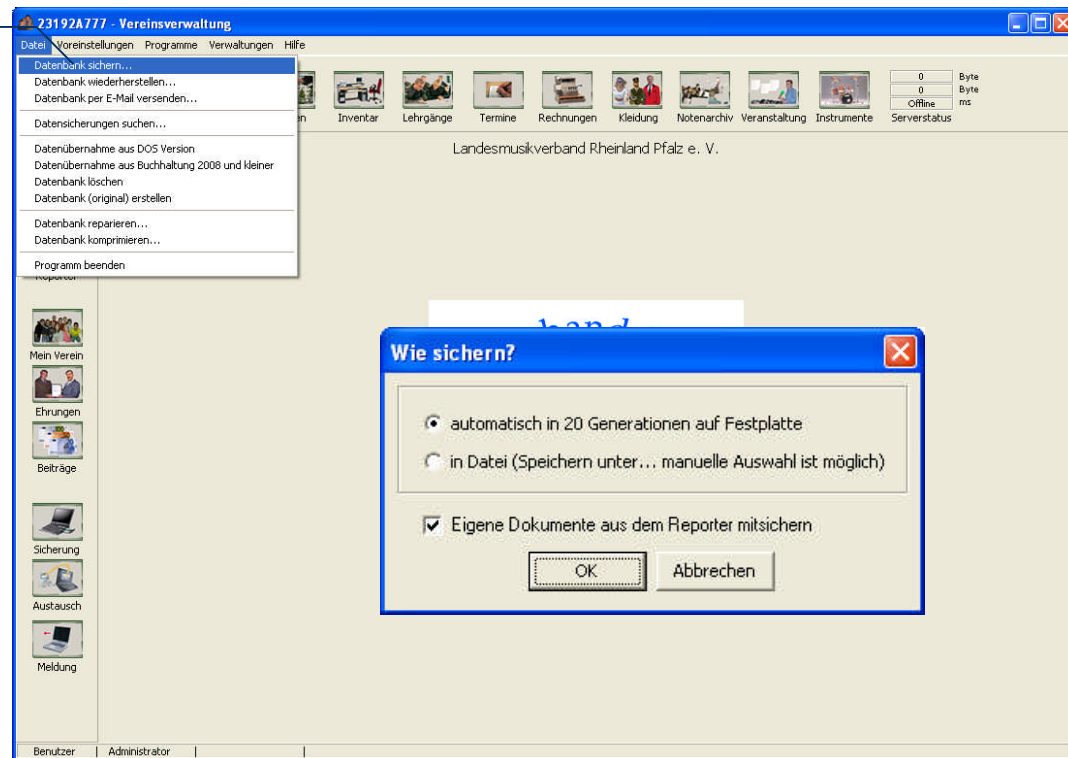 23192A777 - Vereinsverwaltung
Datei Voreinstellungen Programme Verwaltungen Hilfe
Datenbank sichern...
Datenbank wiederherstellen...
Datenbank per E-Mail versenden...
Datensicherungen suchen...
Datenübernahme aus DOS Version
Datenübernahme aus Buchhaltung 2008 und kleiner
Datenbank löschen
Datenbank (original) erstellen
Datenbank reparieren...
Datenbank komprimieren...
Programm beenden
Inventar Lehrgänge Termine Rechnungen Kleidung Notenarchiv Veranstaltung Instrumente Serverstatus
0 Byte
0 Byte
Offline ms
Landesmusikverband Rheinland Pfalz e. V.
Reporter
Mein Verein
Ehrungen
Beiträge
Sicherung
Austausch
Meldung
Wie sichern?
automatisch in 20 Generationen auf Festplatte
in Datei (Speichern unter... manuelle Auswahl ist möglich)
Eigene Dokumente aus dem Reporter mitsichern
OK Abbrechen
Benutzer Administrator